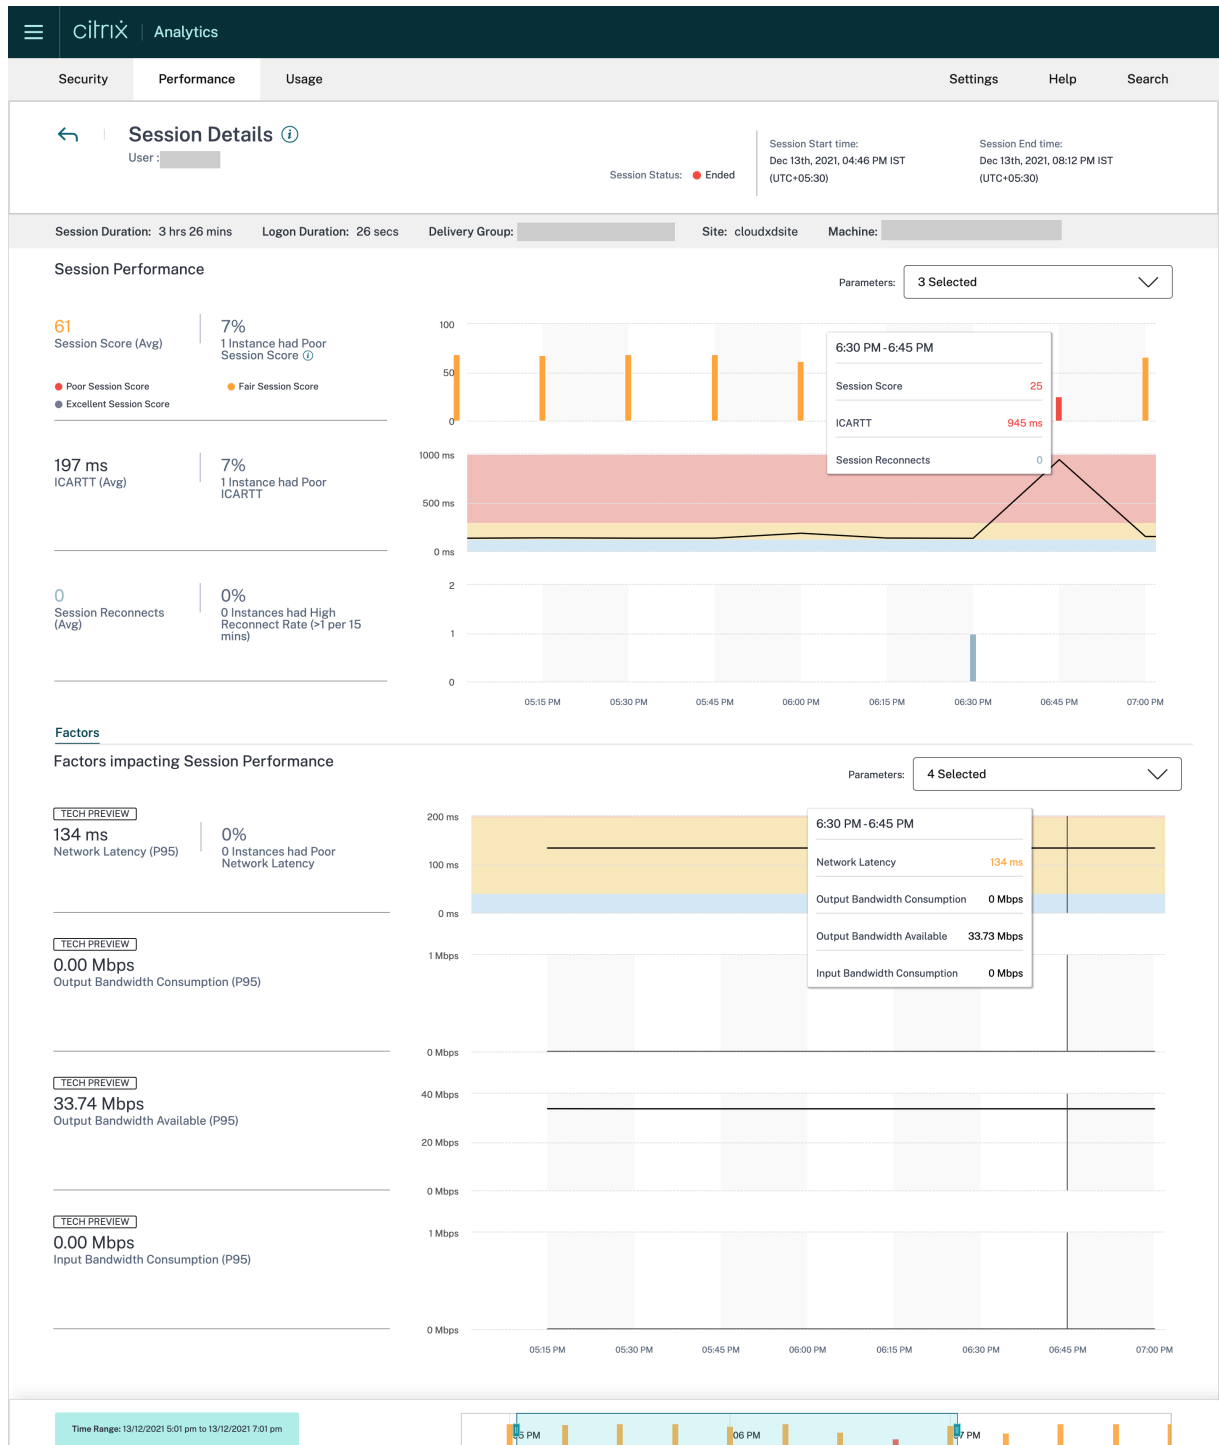 citrix | Analytics
Security Performance Usage Settings Help Search
Session Details i
User :
Session Status: Ended
Session Start time:
Dec 13th, 2021, 04:46 PM IST
(UTC+05:30)
Session End time:
Dec 13th, 2021, 08:12 PM IST
(UTC+05:30)
Session Duration: 3 hrs 26 mins Logon Duration: 26 secs Delivery Group: Site: cloudxdsite Machine:
Session Performance
Parameters: 3 Selected
61
Session Score (Avg)
7%
1 Instance had Poor
Session Score i
Poor Session Score Fair Session Score
Excellent Session Score
100
50
0
6:30 PM - 6:45 PM
Session Score 25
ICARTT 945 ms
Session Reconnects 0
197 ms
ICARTT (Avg)
7%
1 Instance had Poor
ICARTT
1000 ms
500 ms
0 ms
0
Session Reconnects
(Avg)
0%
0 Instances had High
Reconnect Rate (>1 per 15
mins)
2
1
0
05:15 PM 05:30 PM 05:45 PM 06:00 PM 06:15 PM 06:30 PM 06:45 PM 07:00 PM
Factors
Factors impacting Session Performance
Parameters: 4 Selected
TECH PREVIEW
134 ms
Network Latency (P95)
0%
0 Instances had Poor
Network Latency
200 ms
100 ms
0 ms
6:30 PM - 6:45 PM
Network Latency 134 ms
Output Bandwidth Consumption 0 Mbps
Output Bandwidth Available 33.73 Mbps
Input Bandwidth Consumption 0 Mbps
TECH PREVIEW
0.00 Mbps
Output Bandwidth Consumption (P95)
1 Mbps
0 Mbps
TECH PREVIEW
33.74 Mbps
Output Bandwidth Available (P95)
40 Mbps
20 Mbps
0 Mbps
TECH PREVIEW
0.00 Mbps
Input Bandwidth Consumption (P95)
1 Mbps
0 Mbps
05:15 PM 05:30 PM 05:45 PM 06:00 PM 06:15 PM 06:30 PM 06:45 PM 07:00 PM
Time Range: 13/12/2021 5:01 pm to 13/12/2021 7:01 pm
PM 06 PM 7 PM